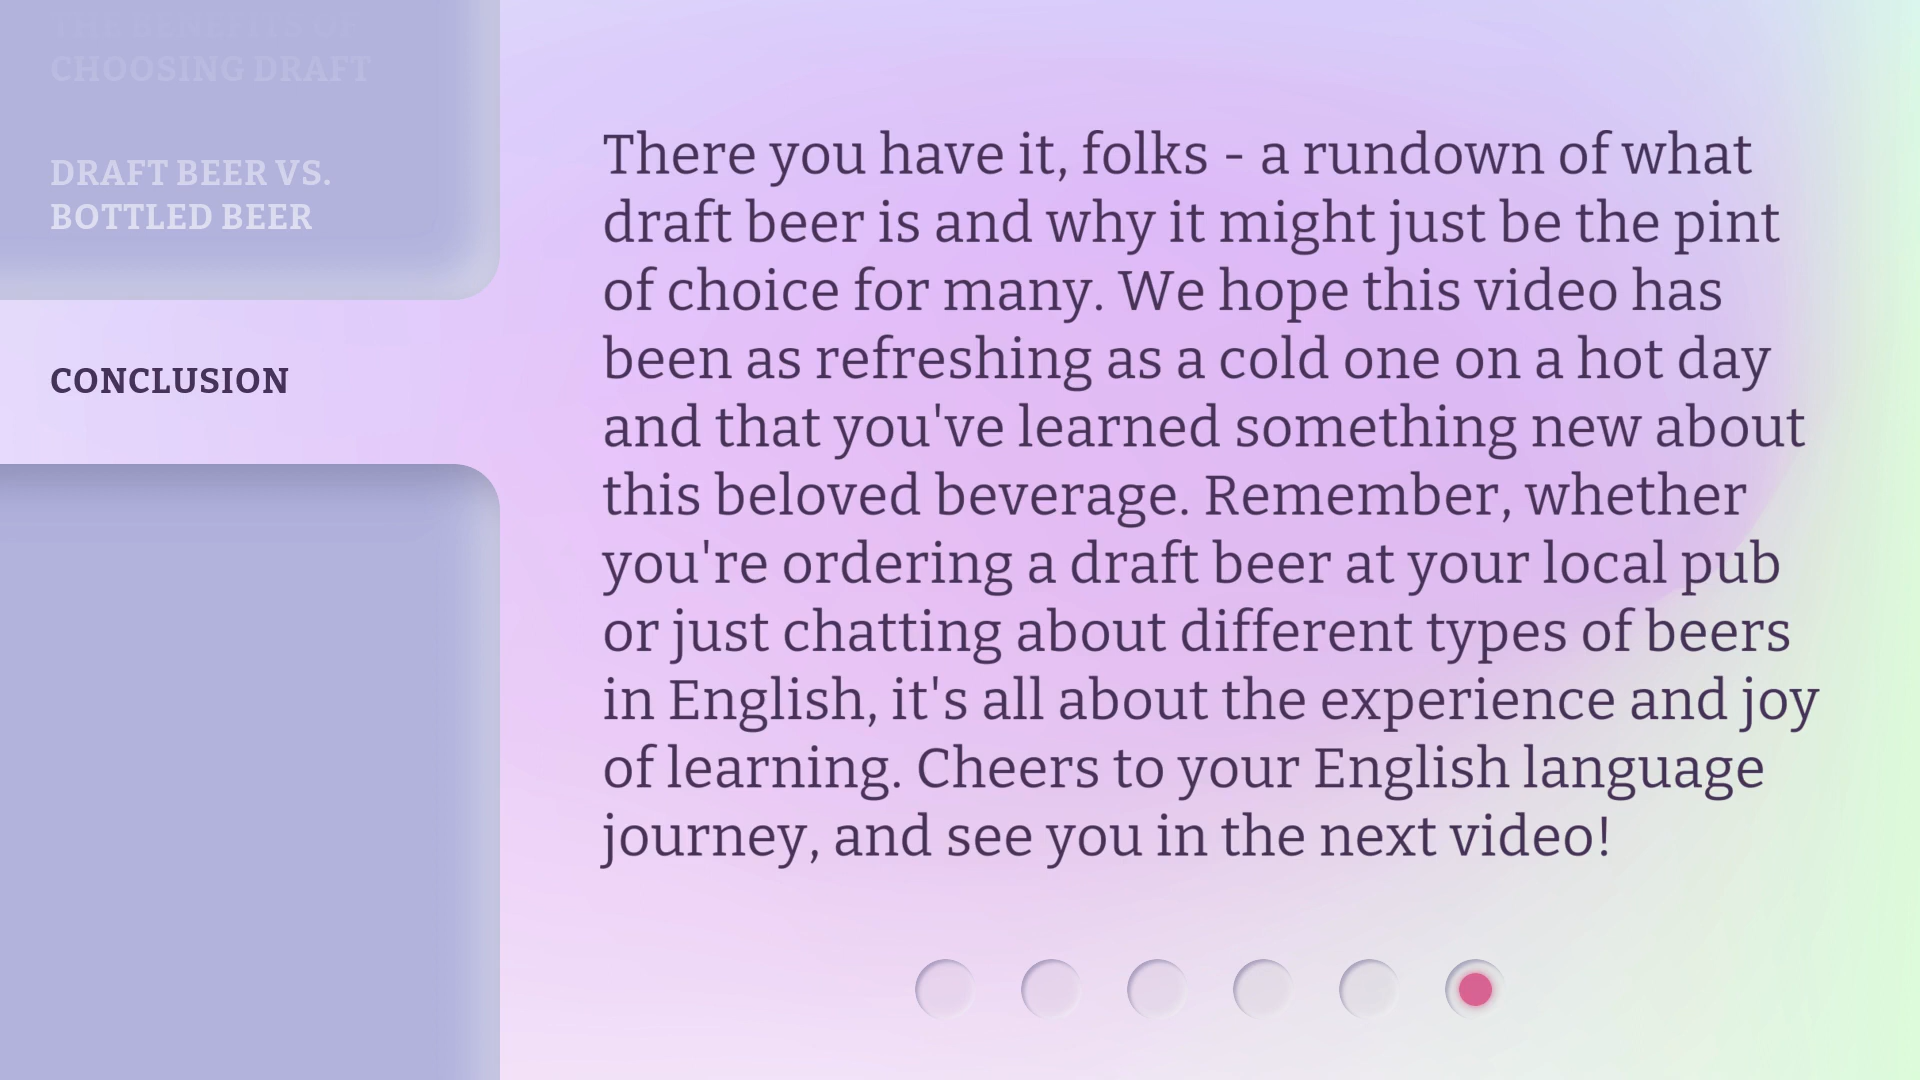 THE BENEFITS OF
CHOOSING DRAFT
DRAFT BEER VS.
BOTTLED BEER
CONCLUSION
There you have it, folks - a rundown of what
draft beer is and why it might just be the pint
of choice for many. We hope this video has
been as refreshing as a cold one on a hot day
and that you've learned something new about
this beloved beverage. Remember, whether
you're ordering a draft beer at your local pub
or just chatting about different types of beers
in English, it's all about the experience and joy
of learning. Cheers to your English language
journey, and see you in the next video!